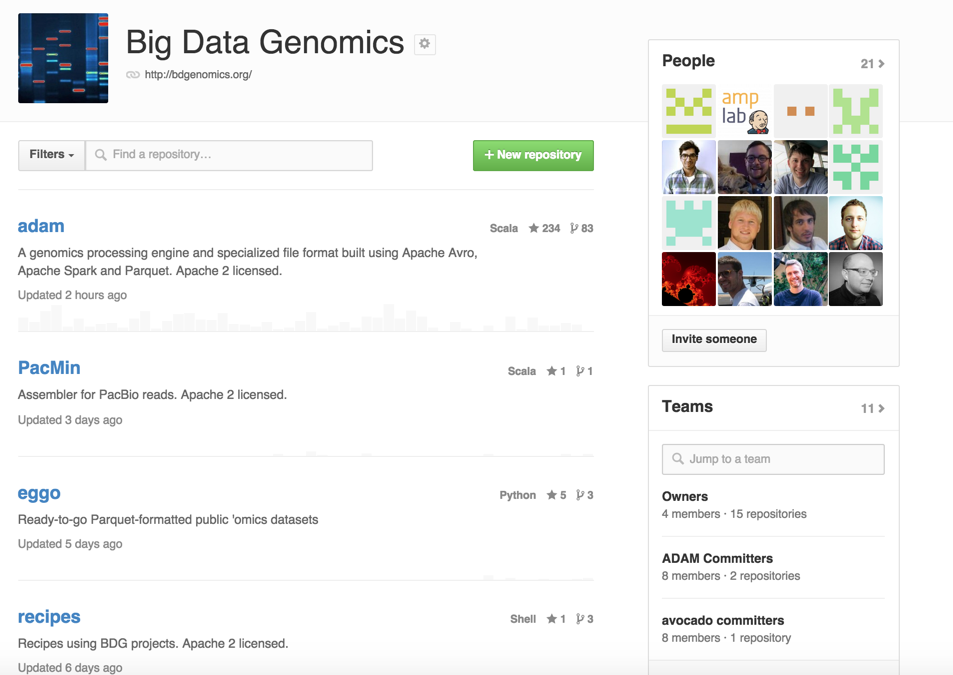 Big Data Genomics
http://bdgenomics.org/
Filters
Find a repository...
+ New repository
adam
Scala 234 83
A genomics processing engine and specialized file format built using Apache Avro,
Apache Spark and Parquet. Apache 2 licensed.
Updated 2 hours ago
PacMin
Scala 1 1
Assembler for PacBio reads. Apache 2 licensed.
Updated 3 days ago
eggo
Python 5 3
Ready-to-go Parquet-formatted public 'omics datasets
Updated 5 days ago
recipes
Shell 1 3
Recipes using BDG projects. Apache 2 licensed.
Updated 6 days ago
People 21
amp
lab
Invite someone
Teams 11
Jump to a team
Owners
4 members · 15 repositories
ADAM Committers
8 members · 2 repositories
avocado committers
8 members · 1 repository